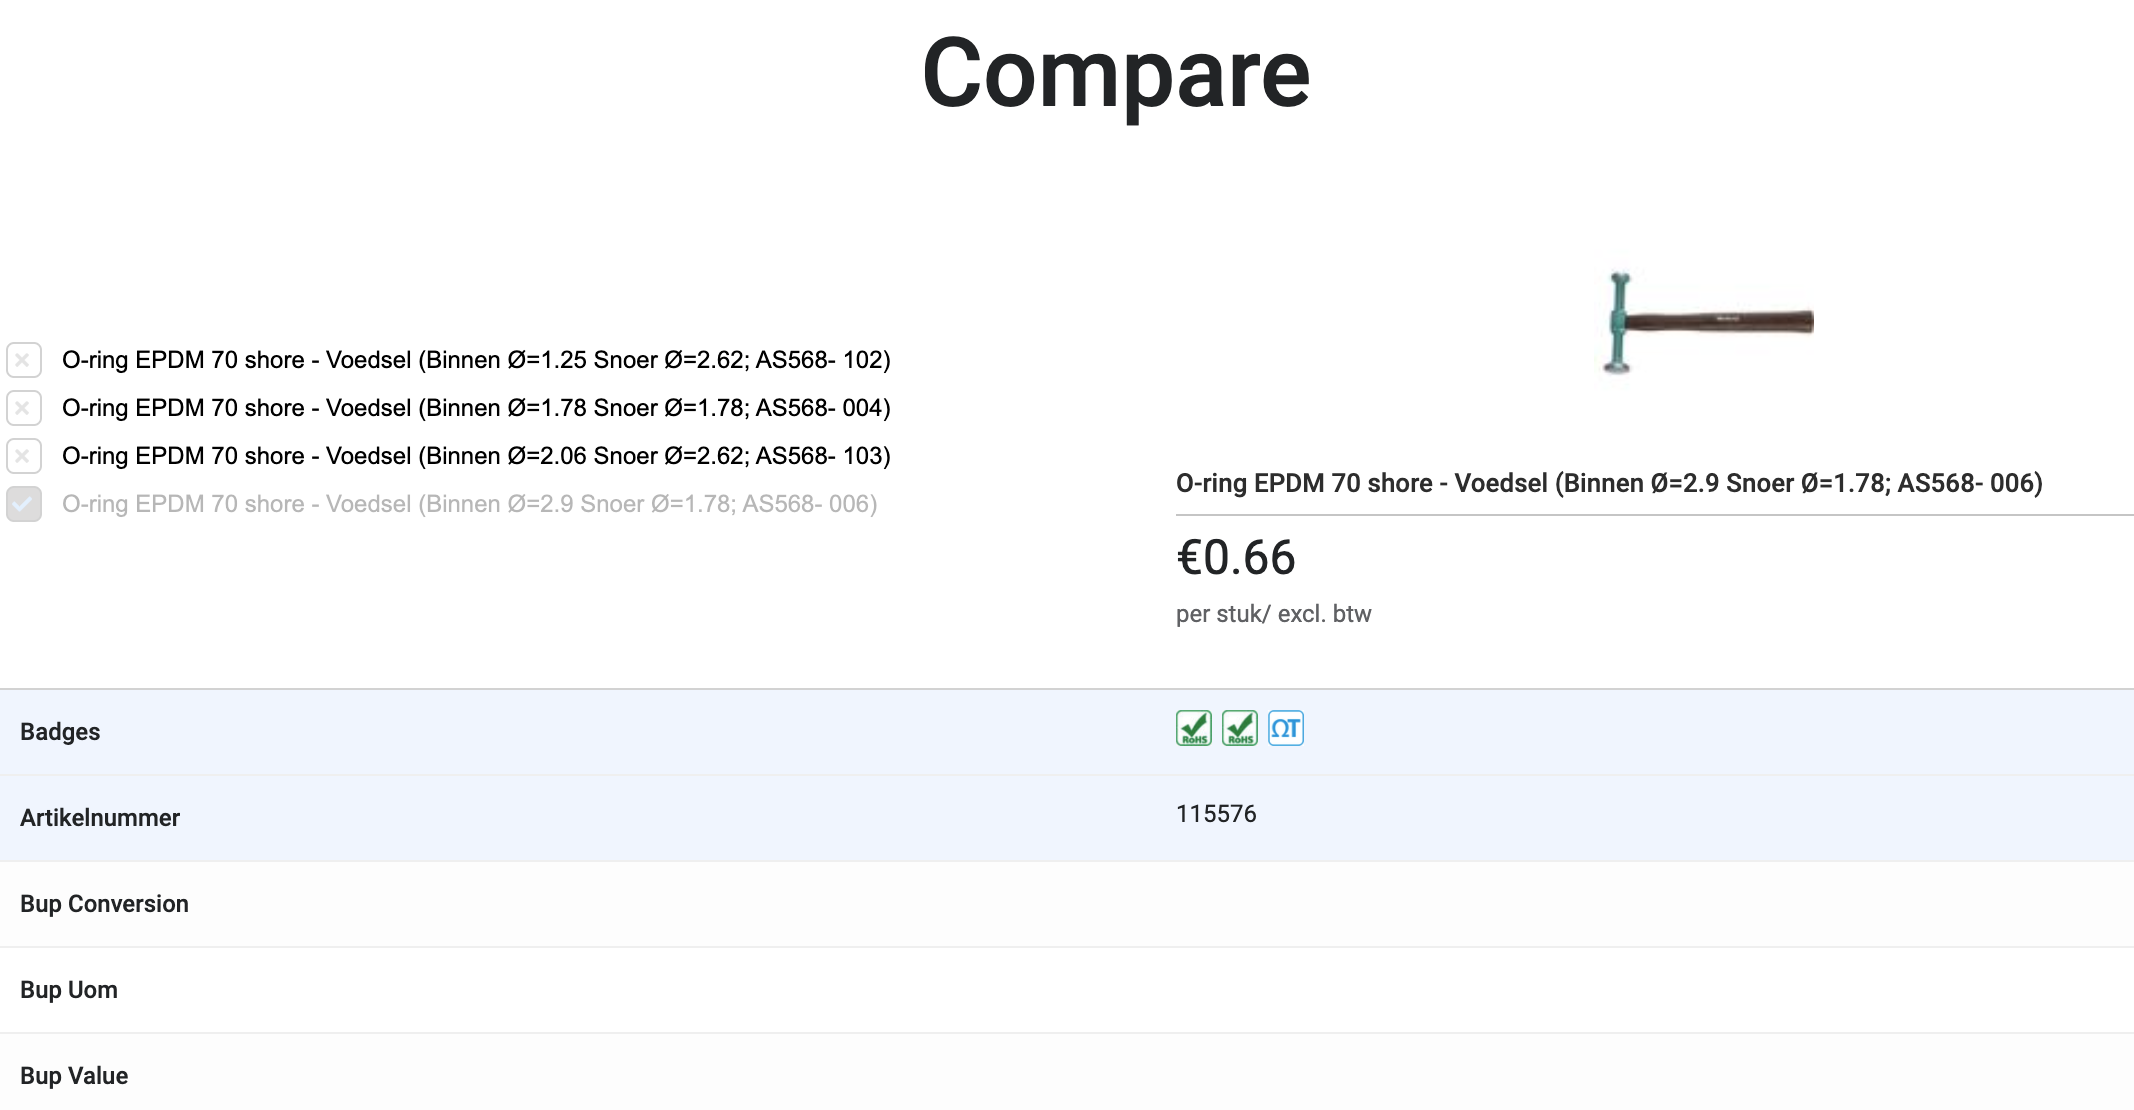 Compare
O-ring EPDM 70 shore - Voedsel (Binnen Ø=1.25 Snoer Ø=2.62; AS568- 102)
O-ring EPDM 70 shore - Voedsel (Binnen Ø=1.78 Snoer Ø=1.78; AS568- 004)
O-ring EPDM 70 shore - Voedsel (Binnen Ø=2.06 Snoer Ø=2.62; AS568- 103)
O-ring EPDM 70 shore - Voedsel (Binnen Ø=2.9 Snoer Ø=1.78; AS568- 006)
O-ring EPDM 70 shore - Voedsel (Binnen Ø=2.9 Snoer Ø=1.78; AS568- 006)
€0.66
per stuk/ excl. btw
Badges
RoHS RoHS ΩT
Artikelnummer
115576
Bup Conversion
Bup Uom
Bup Value